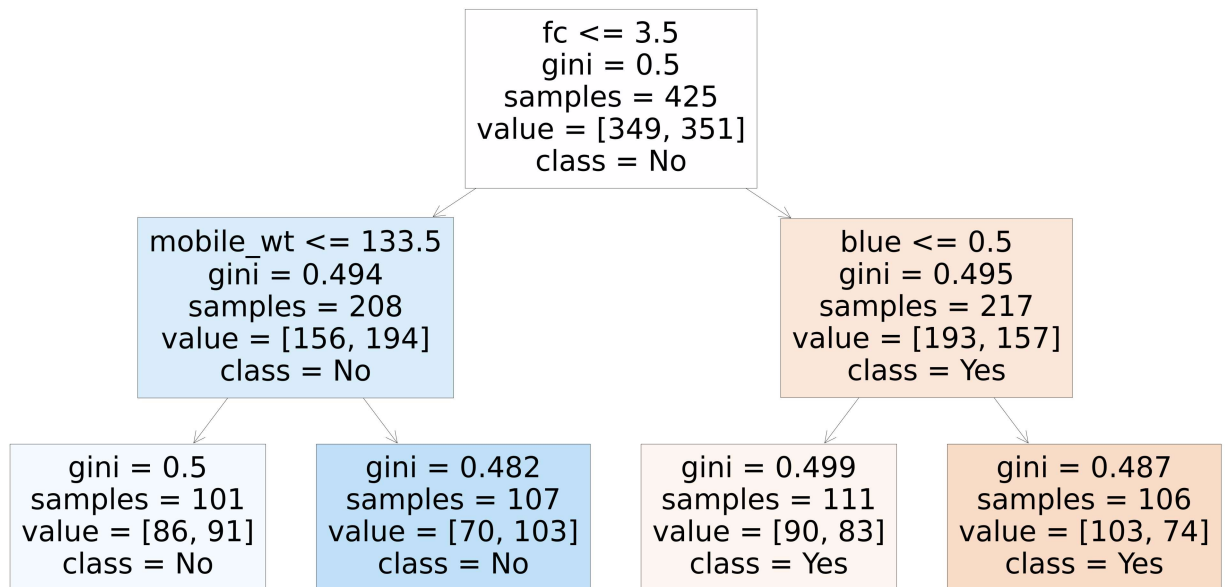 fc <= 3.5
gini = 0.5
samples = 425
value = [349, 351]
class = No
mobile_wt <= 133.5
gini = 0.494
samples = 208
value = [156, 194]
class = No
blue <= 0.5
gini = 0.495
samples = 217
value = [193, 157]
class = Yes
gini = 0.5
samples = 101
value = [86, 91]
class = No
gini = 0.482
samples = 107
value = [70, 103]
class = No
gini = 0.499
samples = 111
value = [90, 83]
class = Yes
gini = 0.487
samples = 106
value = [103, 74]
class = Yes